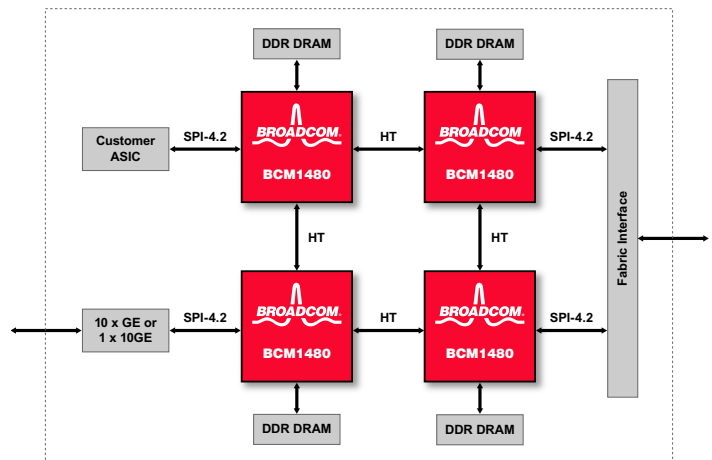 DDR DRAM
DDR DRAM
Customer
ASIC
SPI-4.2
BROADCOM®
BCM1480
HT
BROADCOM®
BCM1480
SPI-4.2
HT
HT
Fabric Interface
10 x GE or
1 x 10GE
SPI-4.2
BROADCOM®
BCM1480
HT
BROADCOM®
BCM1480
SPI-4.2
DDR DRAM
DDR DRAM